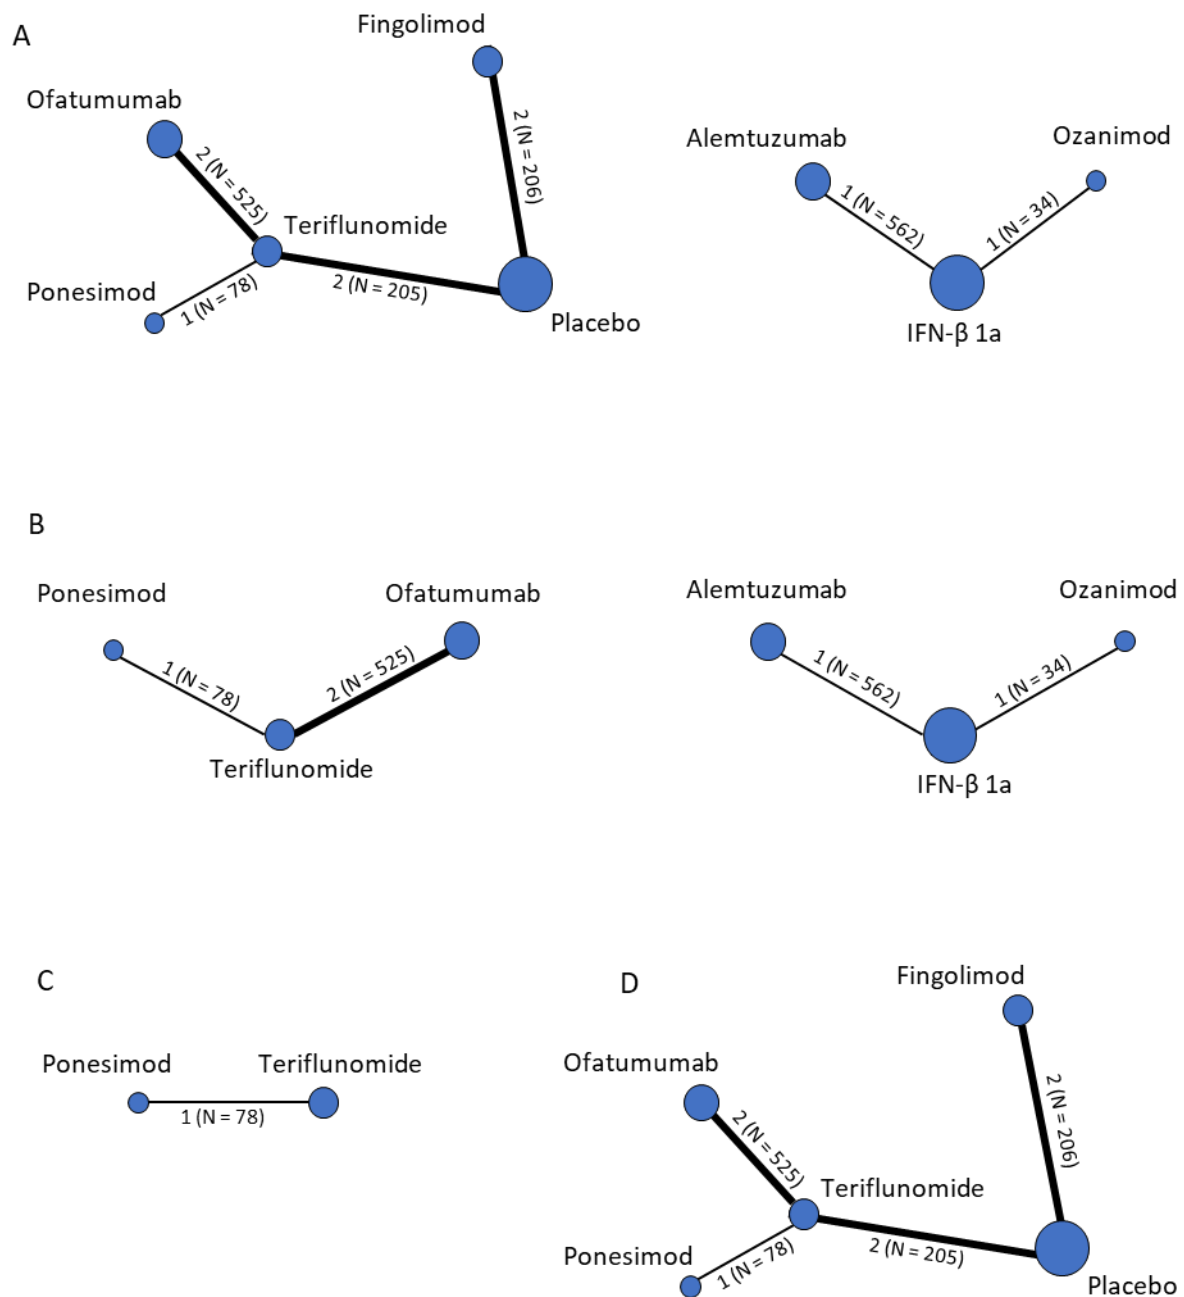 A
Fingolimod
Ofatumumab
2 (N = 206)
2 (N = 525)
Teriflunomide
Ponesimod
1 (N = 78)
2 (N = 205)
Placebo
Alemtuzumab
Ozanimod
1 (N = 562)
1 (N = 34)
IFN-β 1a
B
Ponesimod
Ofatumumab
1 (N = 78)
2 (N = 525)
Teriflunomide
Alemtuzumab
Ozanimod
1 (N = 562)
1 (N = 34)
IFN-β 1a
C
Ponesimod
Teriflunomide
1 (N = 78)
D
Fingolimod
Ofatumumab
2 (N = 206)
2 (N = 525)
Teriflunomide
Ponesimod
1 (N = 78)
2 (N = 205)
Placebo